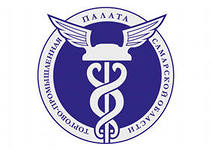 ТОРГОВО-ПРОМЫШЛЕННАЯ
ПАЛАТА
САМАРСКОЙ ОБЛАСТИ